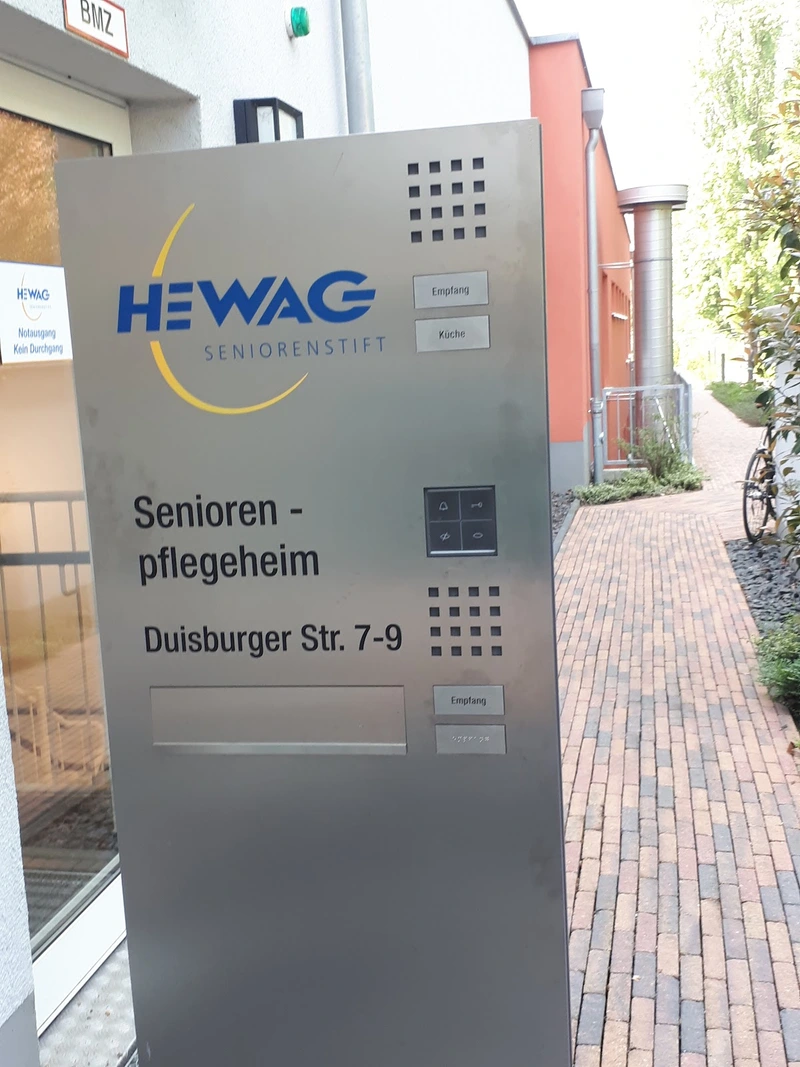 BMZ
HEWAG
SENIORENSTIFT
Empfang
Küche
HEWAG
Notausgang
Kein Durchgang
Senioren -
pflegeheim
Duisburger Str. 7-9
Empfang